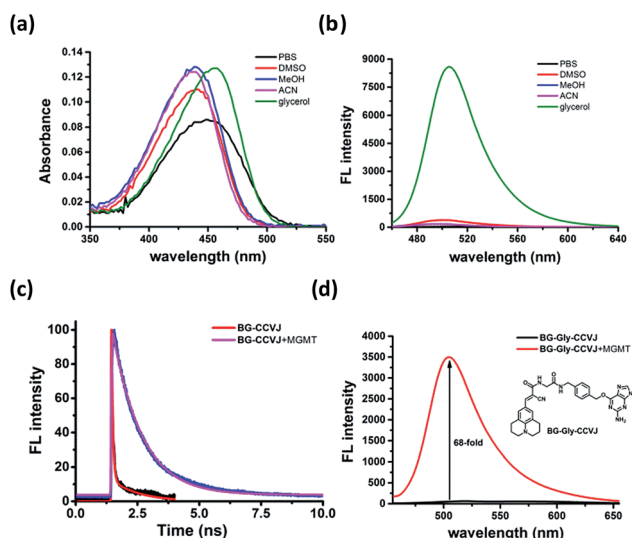 (a)
PBS
DMSO
MeOH
ACN
glycerol
0.14
0.12
0.10
0.08
0.06
0.04
0.02
0.00
Absorbance
350
400
450
500
550
wavelength (nm)
(b)
PBS
DMSO
MeOH
ACN
glycerol
9000
7500
6000
4500
3000
1500
0
FL intensity
480
520
560
600
640
wavelength (nm)
(c)
BG-CCVJ
BG-CCVJ+MGMT
100
80
60
40
20
0
FL intensity
0.0
2.5
5.0
7.5
10.0
Time (ns)
(d)
BG-Gly-CCVJ
BG-Gly-CCVJ+MGMT
4000
3500
3000
2500
2000
1500
1000
500
0
FL intensity
68-fold
O
H
N
O
N
H
CN
O
N
N
N
N
N
NH₂
N
BG-Gly-CCVJ
500
550
600
650
wavelength (nm)